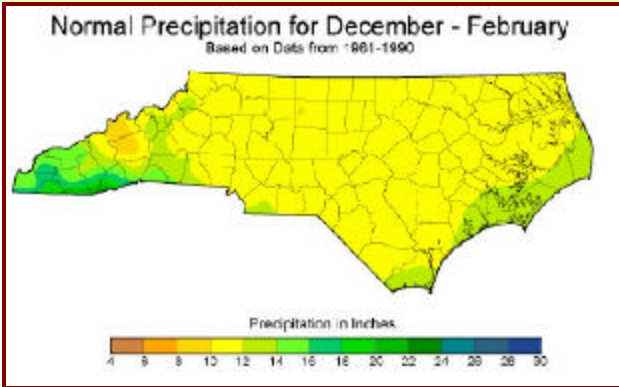 Normal Precipitation for December - February
Based on Data from 1961-1990
Precipitation in Inches
4 6 8 10 12 14 16 18 20 22 24 26 28 30